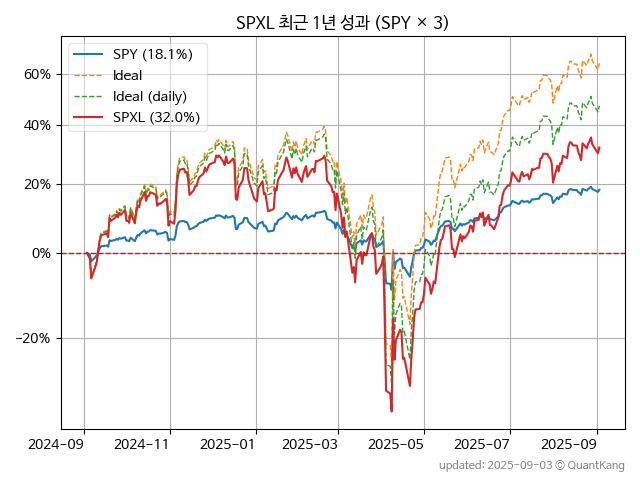 SPXL 최근 1년 성과 (SPY × 3)
SPY (18.1%)
Ideal
Ideal (daily)
SPXL (32.0%)
60%
40%
20%
0%
−20%
2024−09
2024−11
2025−01
2025−03
2025−05
2025−07
2025−09
updated: 2025-09-03 © QuantKang